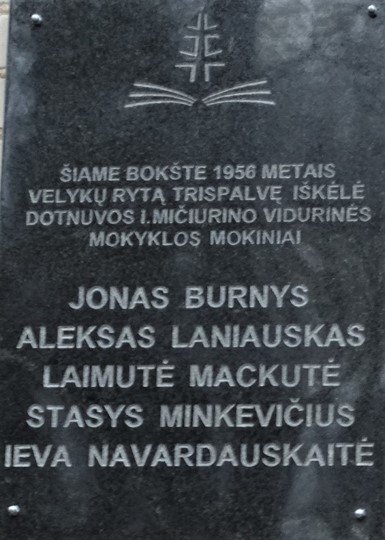 ŠIAME BOKŠTE 1956 METAIS
VELYKŲ RYTĄ TRISPALVĘ IŠKĖLĖ
DOTNUVOS I.MIČIURINO VIDURINĖS
MOKYKLOS MOKINIAI
JONAS BURNYS
ALEKSAS LANIAUSKAS
LAIMUTĖ MACKUTĖ
STASYS MINKEVIČIUS
IEVA NAVARDAUSKAITĖ